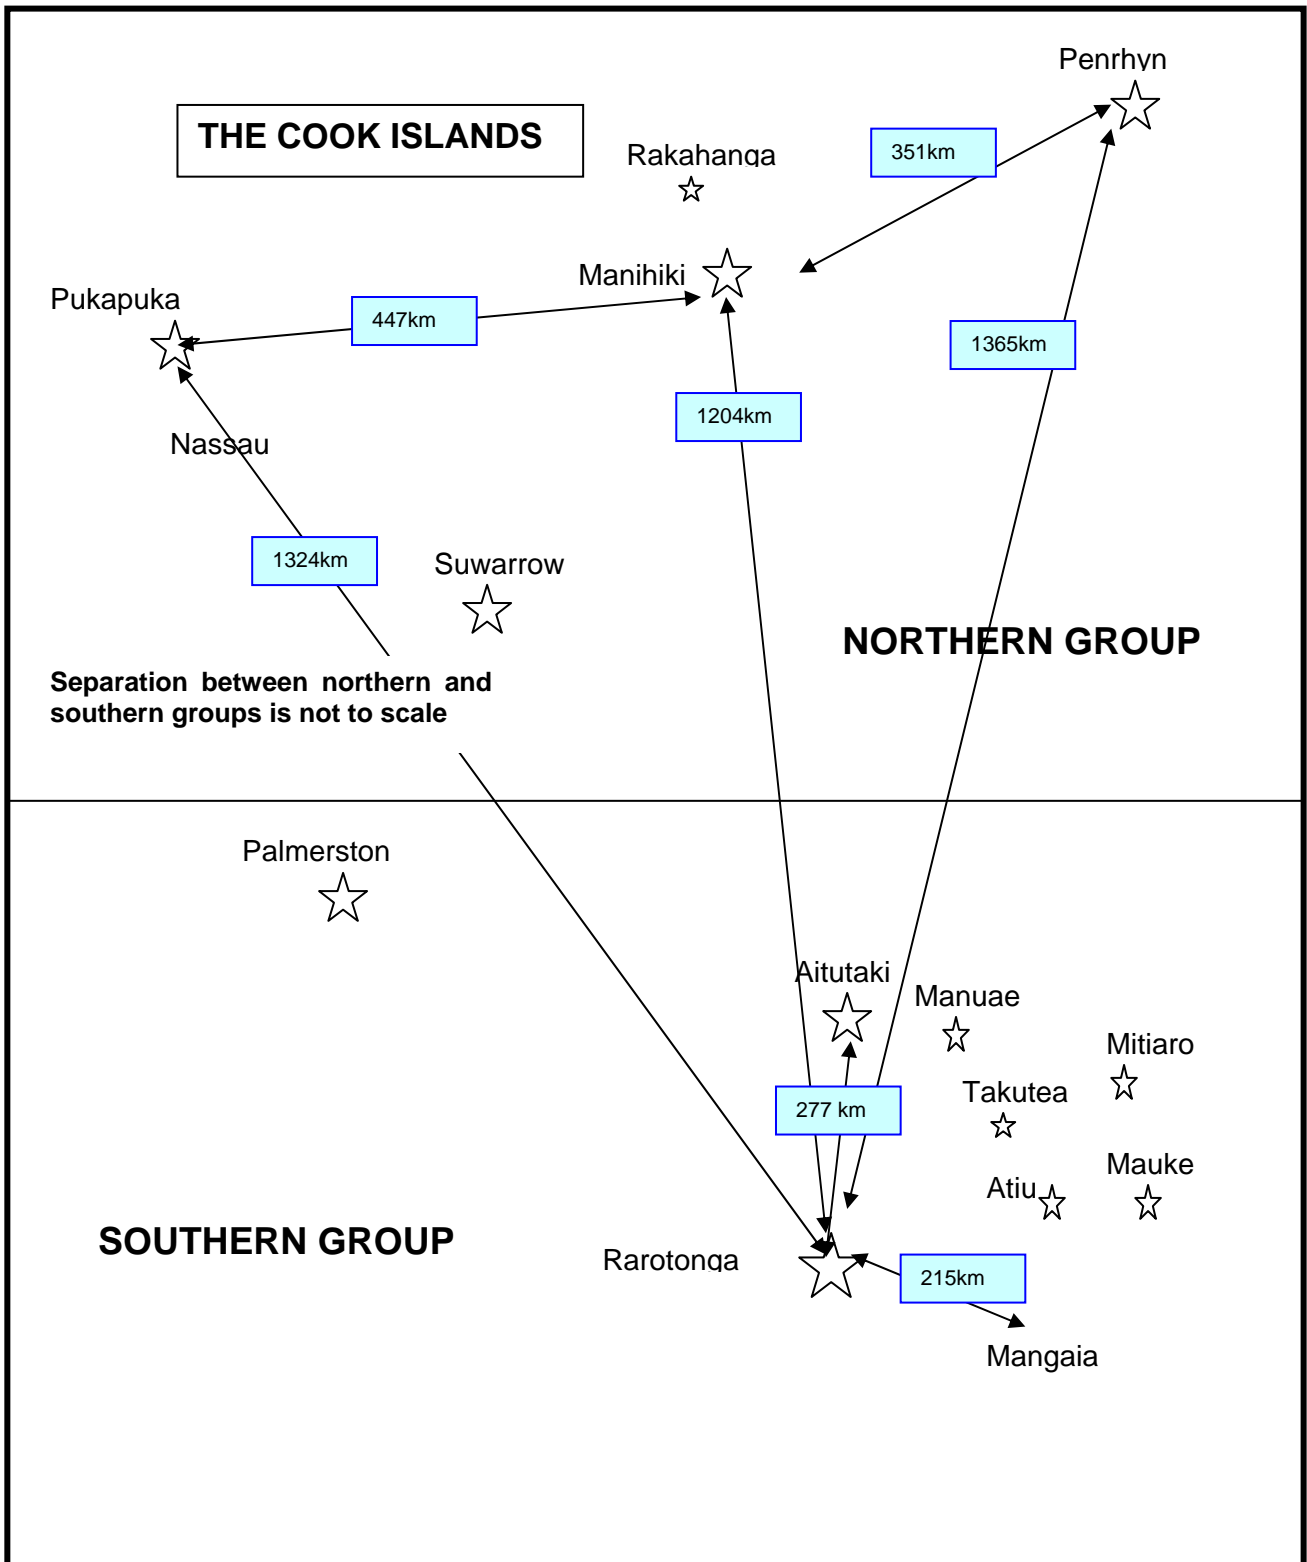 Penrhyn
THE COOK ISLANDS
351km
Rakahanga
Manihiki
Pukapuka
447km
1365km
1204km
Nassau
1324km
Suwarrow
NORTHERN GROUP
Separation between northern and
southern groups is not to scale
Palmerston
Aitutaki
Manuae
Mitiaro
277 km
Takutea
Mauke
Atiu
SOUTHERN GROUP
Rarotonga
215km
Mangaia